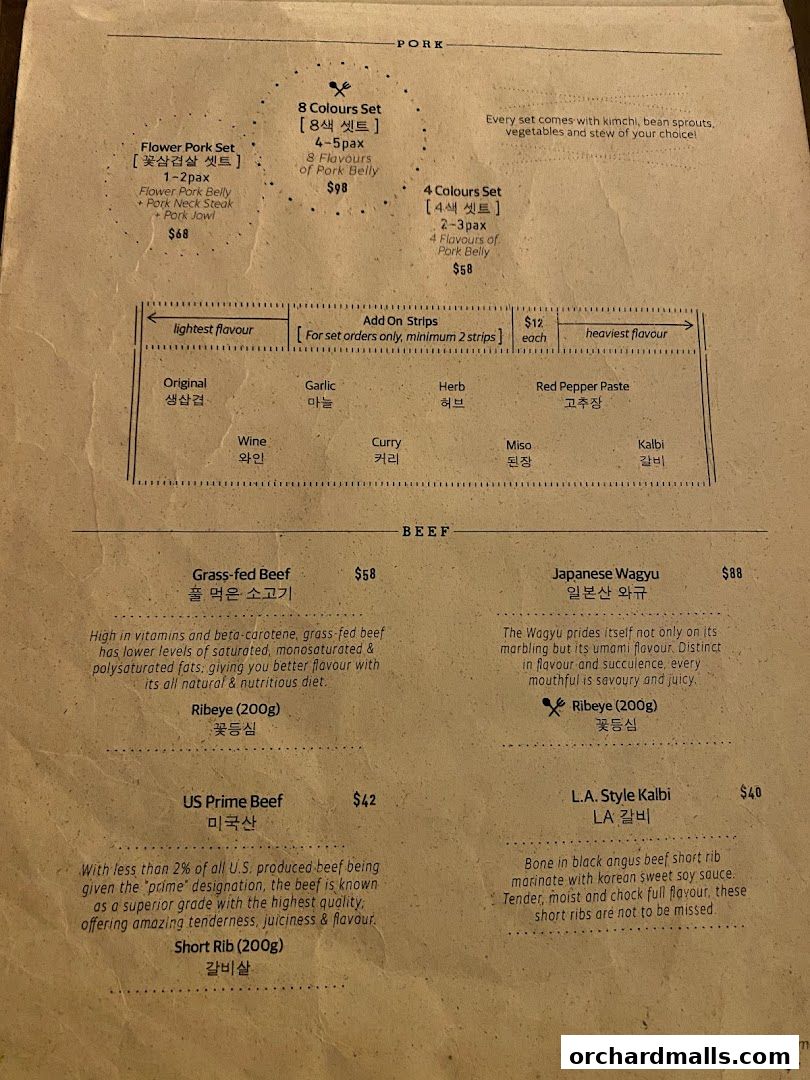 PORK
8 Colours Set
[ 8색 셋트 ]
4-5pax
8 Flavours
of Pork Belly
$98
Every set comes with kimchi, bean sprouts,
vegetables and stew of your choice!
Flower Pork Set
[ 꽃삼겹살 셋트 ]
1-2pax
Flower Pork Belly
+ Pork Neck Steak
+ Pork Jowl
$68
4 Colours Set
[ 4색 셋트 ]
2-3pax
4 Flavours of
Pork Belly
$58
lightest flavour
Add On Strips
[ For set orders only, minimum 2 strips ]
$12
each
heaviest flavour
Original
생삼겹
Garlic
마늘
Herb
허브
Red Pepper Paste
고추장
Wine
와인
Curry
커리
Miso
된장
Kalbi
갈비
BEEF
Grass-fed Beef $58
풀 먹은 소고기
High in vitamins and beta-carotene, grass-fed beef
has lower levels of saturated, monosaturated &
polysaturated fats; giving you better flavour with
its all natural & nutritious diet.
Ribeye (200g)
꽃등심
Japanese Wagyu $88
일본산 와규
The Wagyu prides itself not only on its
marbling but its umami flavour. Distinct
in flavour and succulence, every
mouthful is savoury and juicy.
Ribeye (200g)
꽃등심
US Prime Beef $42
미국산
With less than 2% of all U.S. produced beef being
given the "prime" designation, the beef is known
as a superior grade with the highest quality;
offering amazing tenderness, juiciness & flavour.
Short Rib (200g)
갈비살
L.A. Style Kalbi $40
LA 갈비
Bone in black angus beef short rib
marinate with korean sweet soy sauce.
Tender, moist and chock full flavour, these
short ribs are not to be missed.
orchardmalls.com